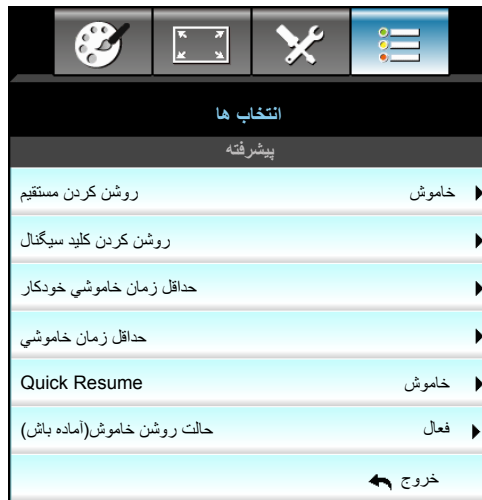 انتخاب ها
پیشرفته
روشن کردن مستقیم خاموش
روشن کردن کلید سیگنال
حداقل زمان خاموشي خودکار
حداقل زمان خاموشي
Quick Resume خاموش
حالت روشن خاموش(آماده باش) فعال
خروج